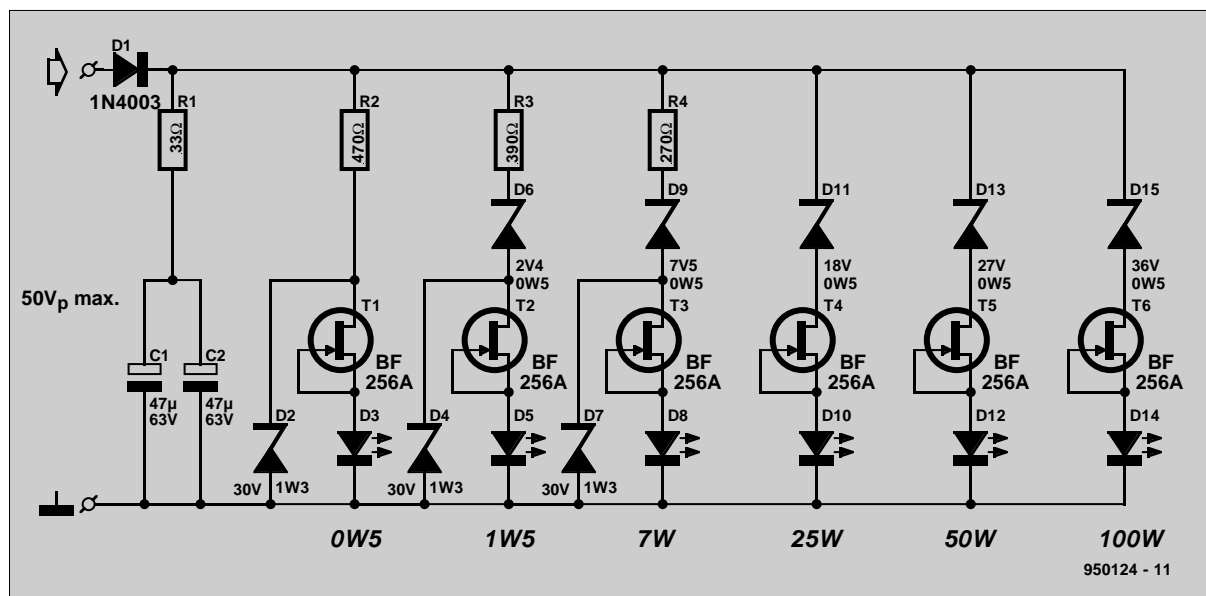 D1
1N4003
R1
33Ω
R2
470Ω
R3
390Ω
R4
270Ω
D6
D9
D11
D13
D15
2V4
0W5
7V5
0W5
18V
0W5
27V
0W5
36V
0W5
50Vp max.
T1
T2
T3
T4
T5
T6
BF
256A
BF
256A
BF
256A
BF
256A
BF
256A
BF
256A
C1
C2
47µ
63V
47µ
63V
D2
D3
D4
D5
D7
D8
D10
D12
D14
30V 1W3
30V 1W3
30V 1W3
0W5
1W5
7W
25W
50W
100W
950124 - 11